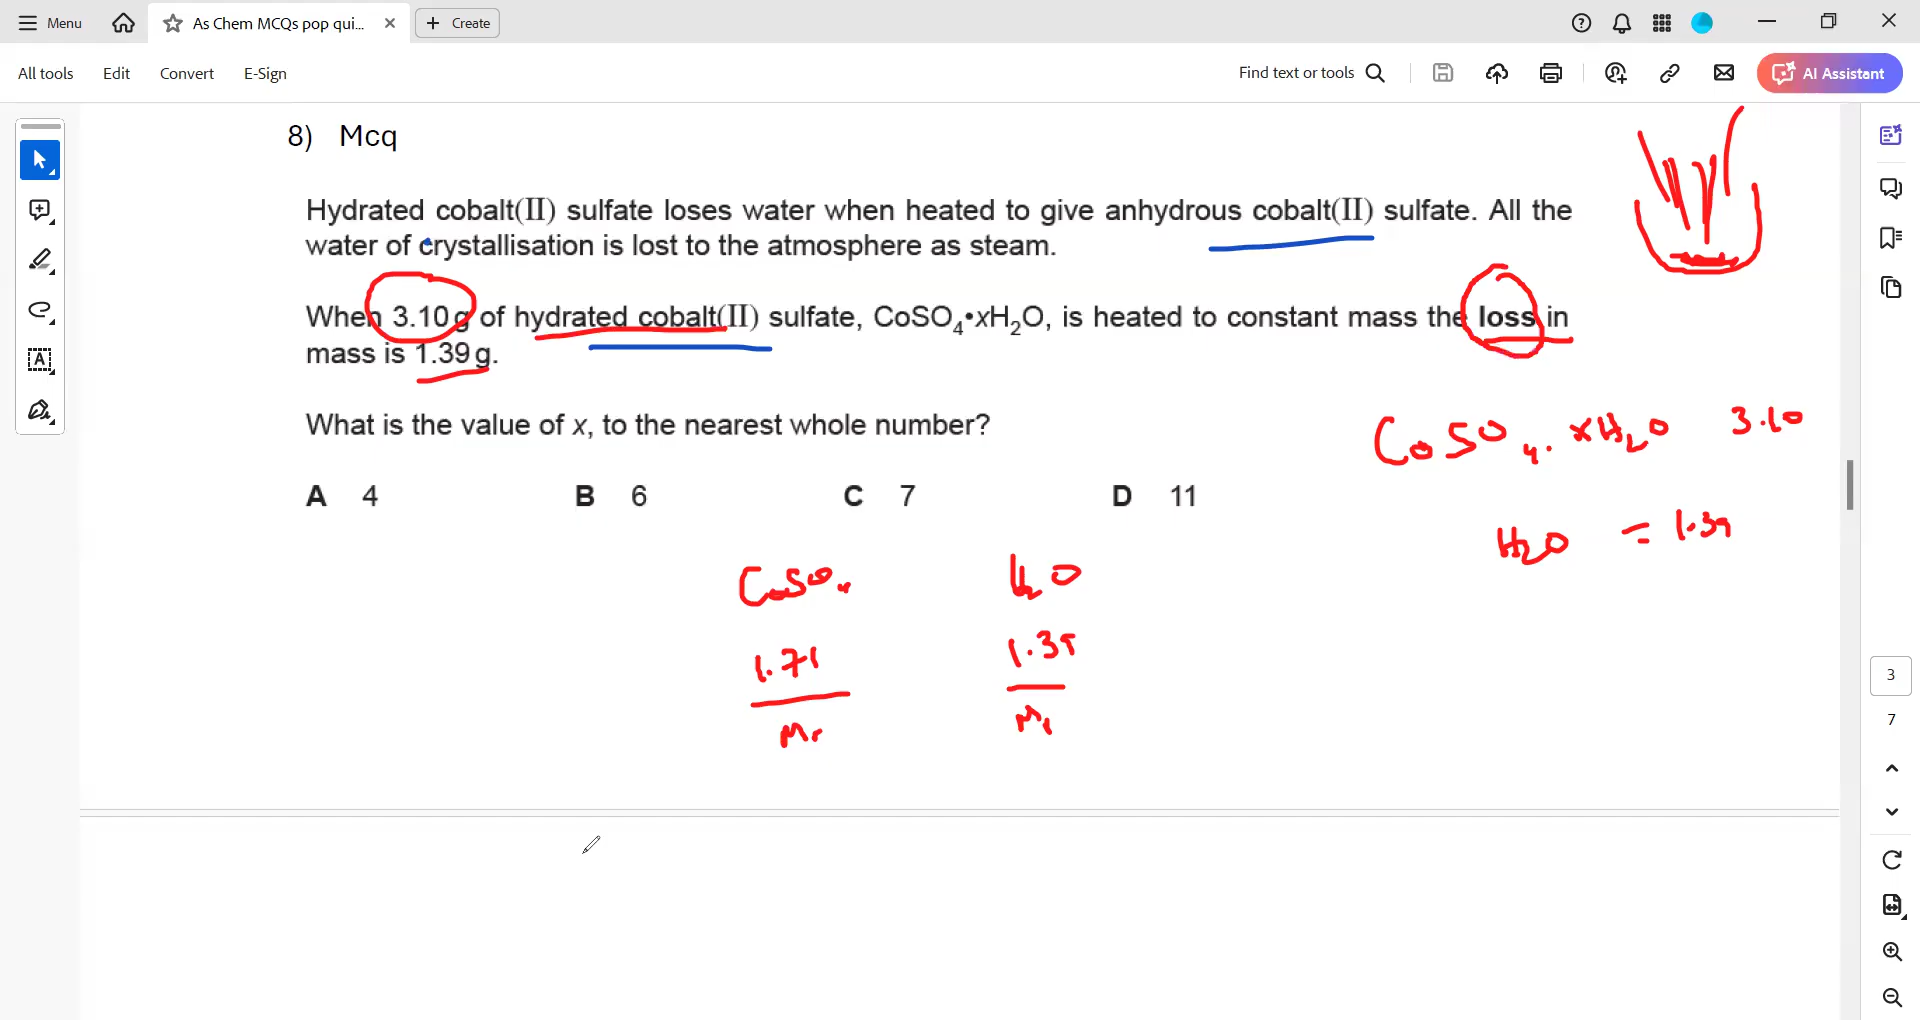 Menu
As Chem MCQs pop qui...
Create
All tools Edit Convert E-Sign
Find text or tools
AI Assistant
8) Mcq
Hydrated cobalt(II) sulfate loses water when heated to give anhydrous cobalt(II) sulfate. All the
water of crystallisation is lost to the atmosphere as steam.
When 3.10 g of hydrated cobalt(II) sulfate, CoSO₄•xH₂O, is heated to constant mass the loss in
mass is 1.39 g.
What is the value of x, to the nearest whole number?
CoSO₄. xH₂O 3.10
A 4 B 6 C 7 D 11
H₂O = 1.39
CoSO₄ H₂O
1.71 1.39
Mr Mr
3
7